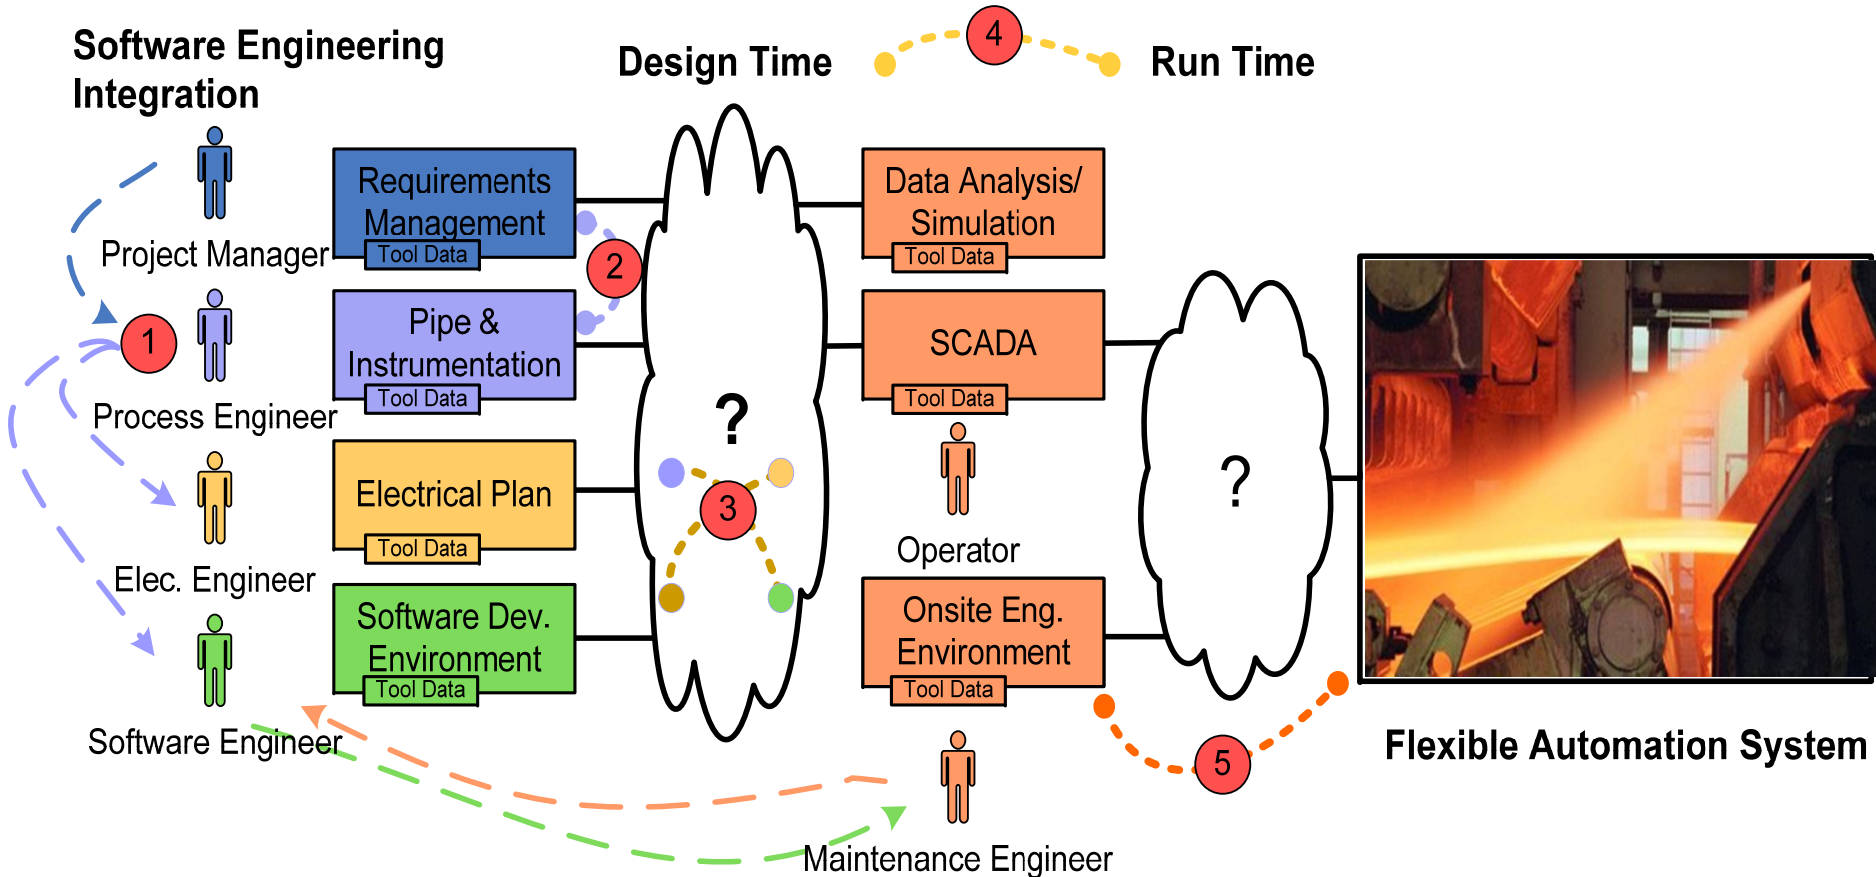 Software Engineering
Integration
Design Time
4
Run Time
Project Manager
Requirements
Management
Tool Data
2
Data Analysis/
Simulation
Tool Data
1
Process Engineer
Pipe &
Instrumentation
Tool Data
?
SCADA
Tool Data
?
Elec. Engineer
Electrical Plan
Tool Data
3
Operator
Software Engineer
Software Dev.
Environment
Tool Data
Onsite Eng.
Environment
Tool Data
5
Flexible Automation System
Maintenance Engineer